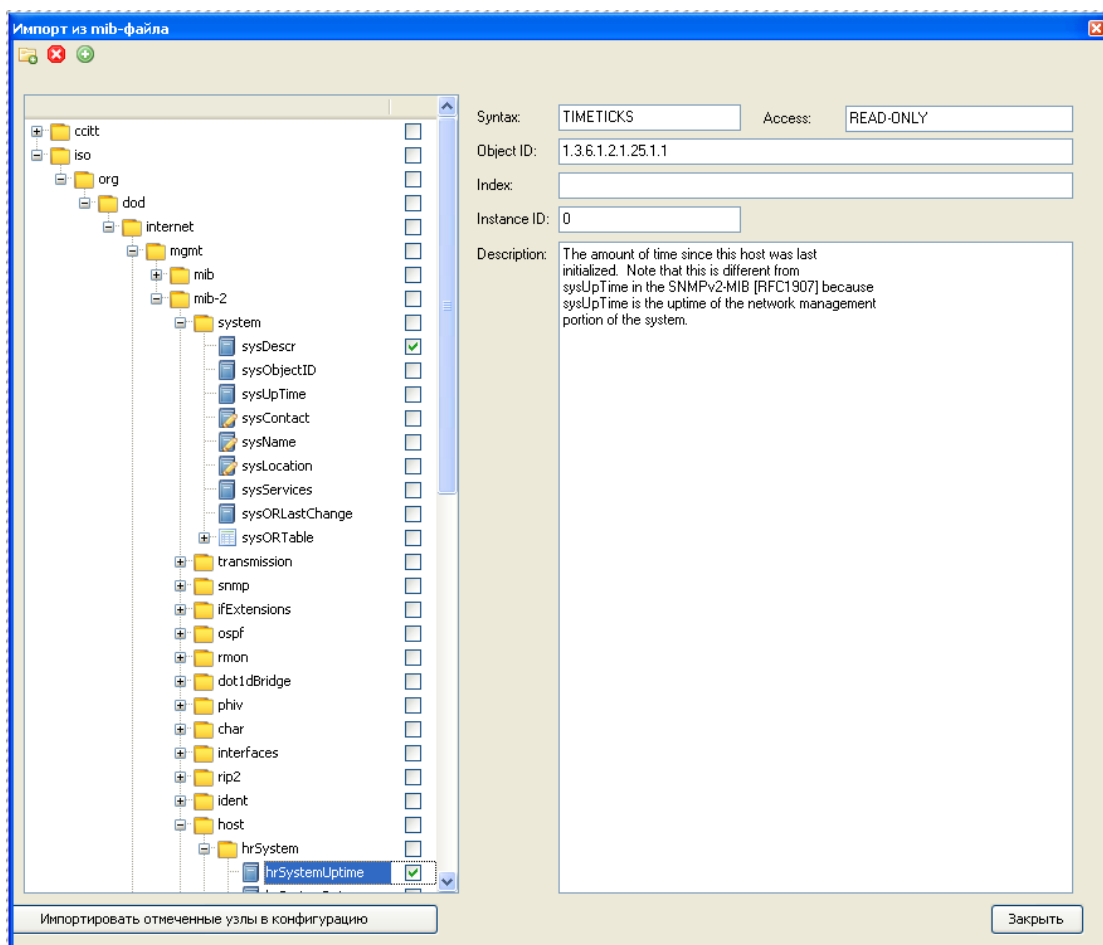 Импорт из mib-файла
ccitt
iso
org
dod
internet
mgmt
mib
mib-2
system
sysDescr
sysObjectID
sysUpTime
sysContact
sysName
sysLocation
sysServices
sysORLastChange
sysORTable
transmission
snmp
ifExtensions
ospf
rmon
dot1dBridge
phiv
char
interfaces
rip2
ident
host
hrSystem
hrSystemUptime
Syntax: TIMETICKS Access: READ-ONLY
Object ID: 1.3.6.1.2.1.25.1.1
Index:
Instance ID: 0
Description: The amount of time since this host was last
initialized.  Note that this is different from
sysUpTime in the SNMPv2-MIB [RFC1907] because
sysUpTime is the uptime of the network management
portion of the system.
Импортировать отмеченные узлы в конфигурацию
Закрыть